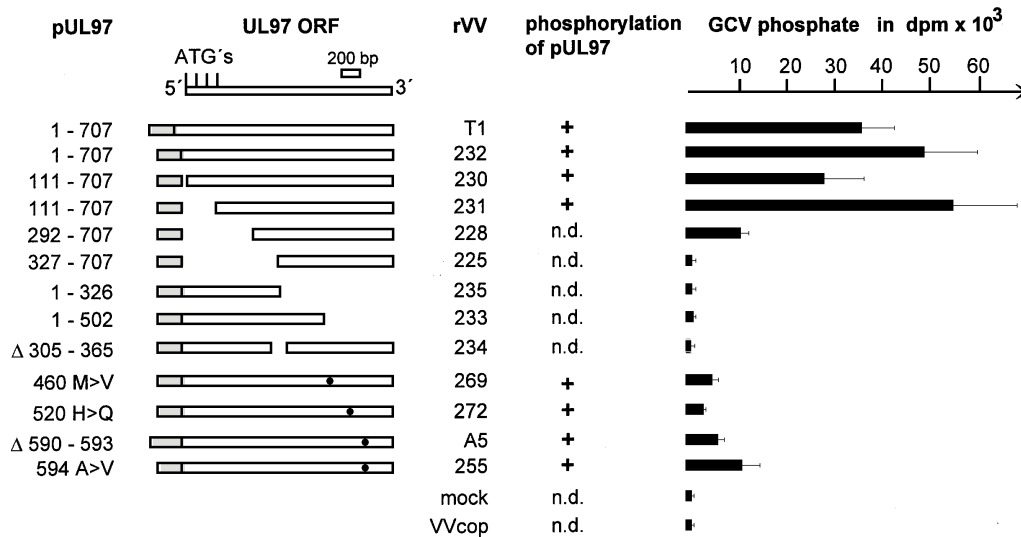 pUL97 UL97 ORF rVV phosphorylation of pUL97 GCV phosphate in dpm x 10³
ATG´s 200 bp
5´ 3´
10 20 30 40 50 60
1 - 707 T1 +
1 - 707 232 +
111 - 707 230 +
111 - 707 231 +
292 - 707 228 n.d.
327 - 707 225 n.d.
1 - 326 235 n.d.
1 - 502 233 n.d.
Δ 305 - 365 234 n.d.
460 M>V 269 +
520 H>Q 272 +
Δ 590 - 593 A5 +
594 A>V 255 +
mock n.d.
VVcop n.d.